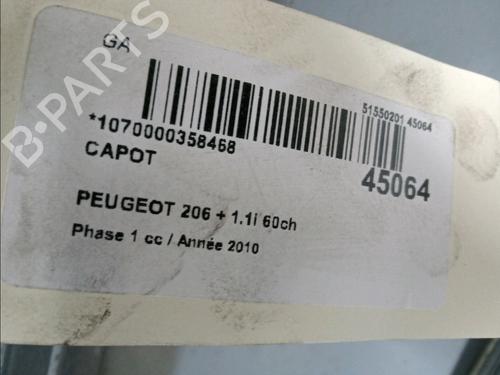 GA
51550201 45064
*1070000358468
CAPOT
45064
PEUGEOT 206 + 1.1i 60ch
Phase 1 cc / Année 2010
B-PARTS